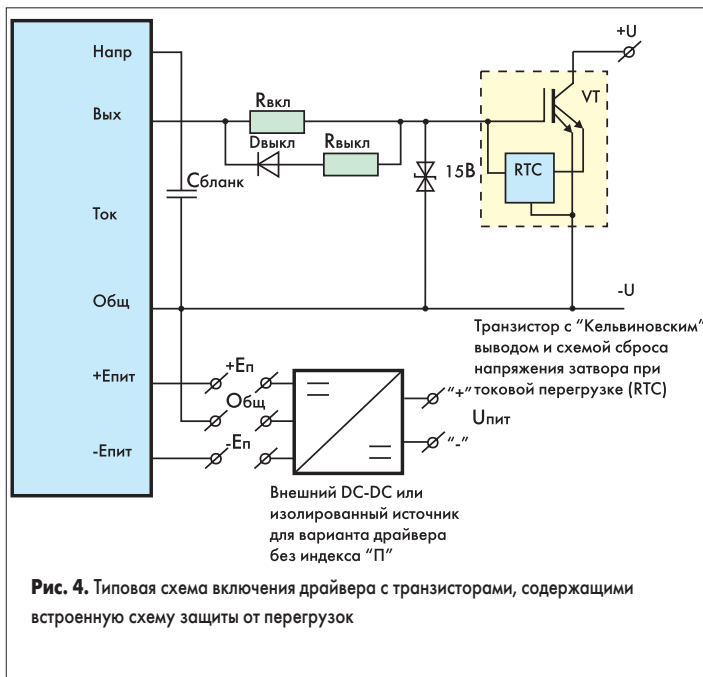 +U
Напр
VT
Rвкл
Вых
Dвыкл
Rвыкл
15В
RTC
Сбланк
Ток
Общ
-U
Транзистор с “Кельвиновским”
выводом и схемой сброса
напряжения затвора при
токовой перегрузке (RTC)
+Епит
+Еп
Общ
“+”
Uпит
-Епит
-Еп
“-”
Внешний DC-DC или
изолированный источник
для варианта драйвера
без индекса “П”
Рис. 4. Типовая схема включения драйвера с транзисторами, содержащими
встроенную схему защиты от перегрузок